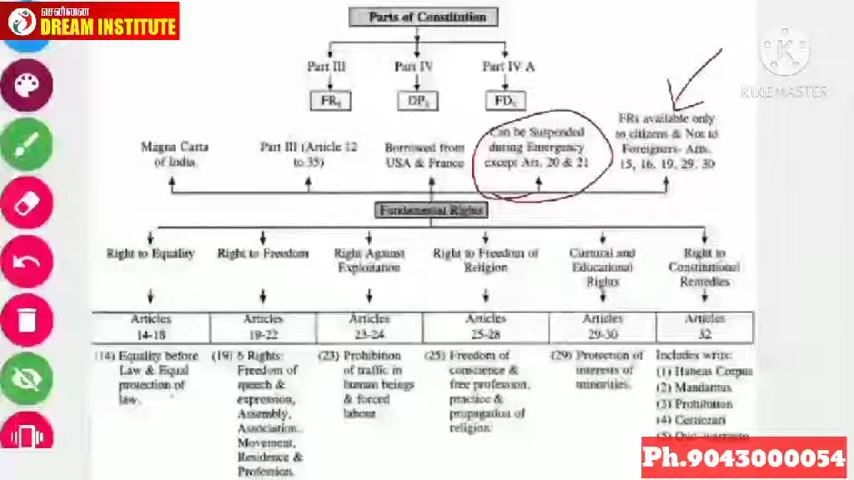 சென்னை
DREAM INSTITUTE
KINEMASTER
Parts of Constitution
Part III
Part IV
Part IV A
FRs
DPs
FDs
Magna Carta
of India
Part III (Article 12
to 35)
Borrowed from
USA & France
Can be Suspended
during Emergency
except Art. 20 & 21
FRs available only
to citizens & Not to
Foreigners- Arts.
15, 16, 19, 29, 30
Fundamental Rights
Right to Equality
Right to Freedom
Right Against
Exploitation
Right to Freedom of
Religion
Cultural and
Educational
Rights
Right to
Constitutional
Remedies
Articles
14-18
Articles
19-22
Articles
23-24
Articles
25-28
Articles
29-30
Articles
32
(14) Equality before
Law & Equal
protection of
law.
(19) 6 Rights:
Freedom of
speech &
expression,
Assembly,
Association,
Movement,
Residence &
Profession.
(23) Prohibition
of traffic in
human beings
& forced
labour.
(25) Freedom of
conscience &
free profession,
practice &
propagation of
religion.
(29) Protection of
interests of
minorities.
Includes writs:
(1) Habeas Corpus
(2) Mandamus
(3) Prohibition
(4) Certiorari
(5) Quo-warranto
Ph.9043000054